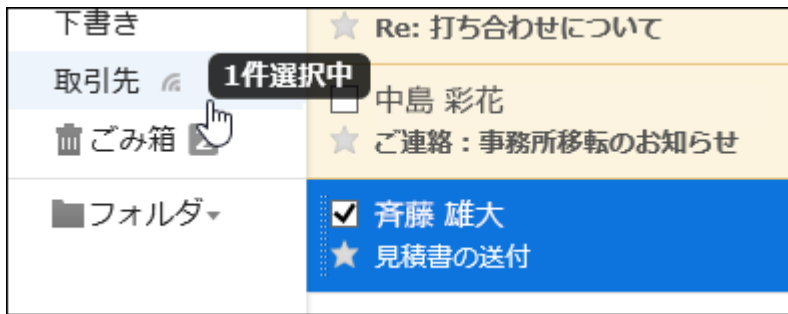 下書き
取引先
ごみ箱
フォルダ
1件選択中
Re: 打ち合わせについて
中島 彩花
ご連絡：事務所移転のお知らせ
斉藤 雄大
見積書の送付